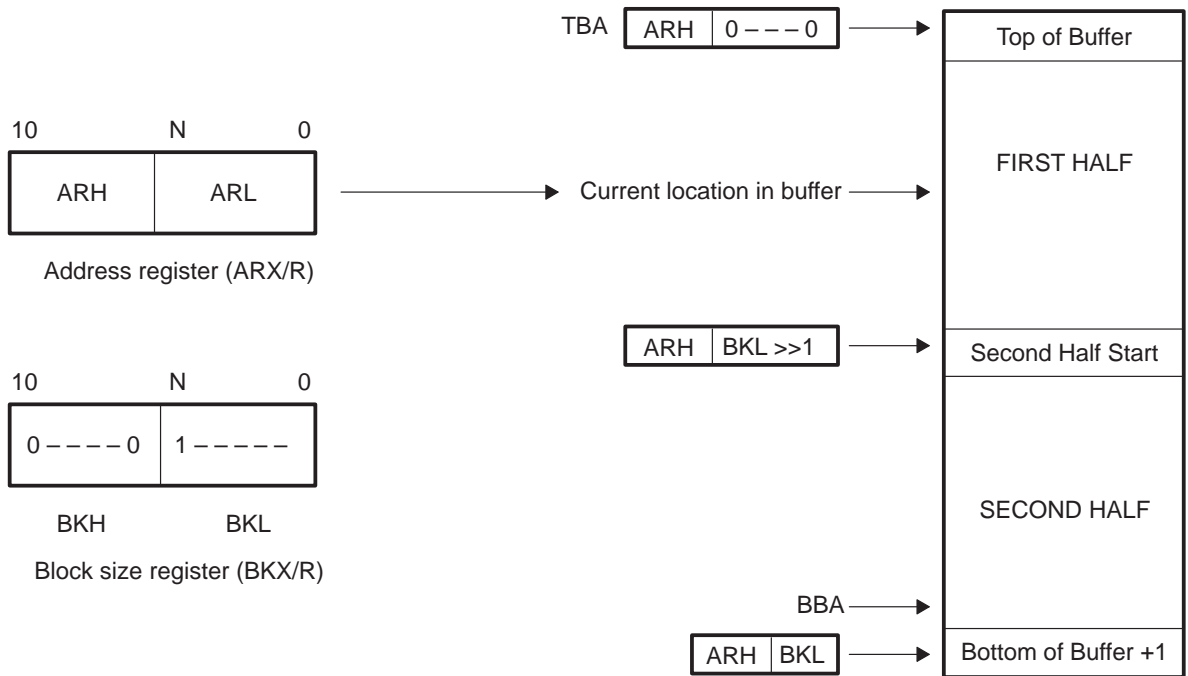 TBA ARH 0 – – – 0 Top of Buffer
10 N 0
ARH ARL
Address register (ARX/R)
Current location in buffer
FIRST HALF
ARH BKL >>1 Second Half Start
10 N 0
0 – – – – 0 1 – – – – –
BKH BKL
Block size register (BKX/R)
SECOND HALF
BBA
ARH BKL Bottom of Buffer +1